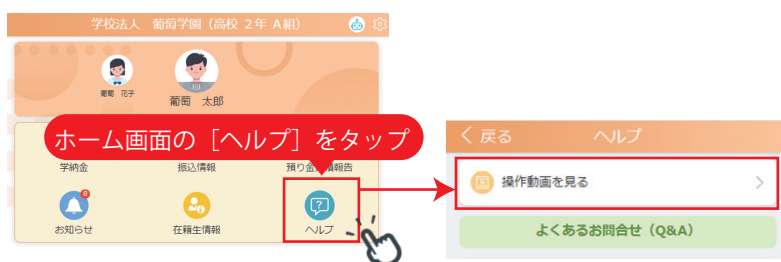 学校法人 葡萄学園(高校 2年 A組)
葡萄 花子
葡萄 太郎
ホーム画面の[ヘルプ]をタップ
学納金
振込情報
預り金
報告
8
お知らせ
在籍生情報
ヘルプ
戻る
ヘルプ
操作動画を見る
よくあるお問合せ(Q&A)